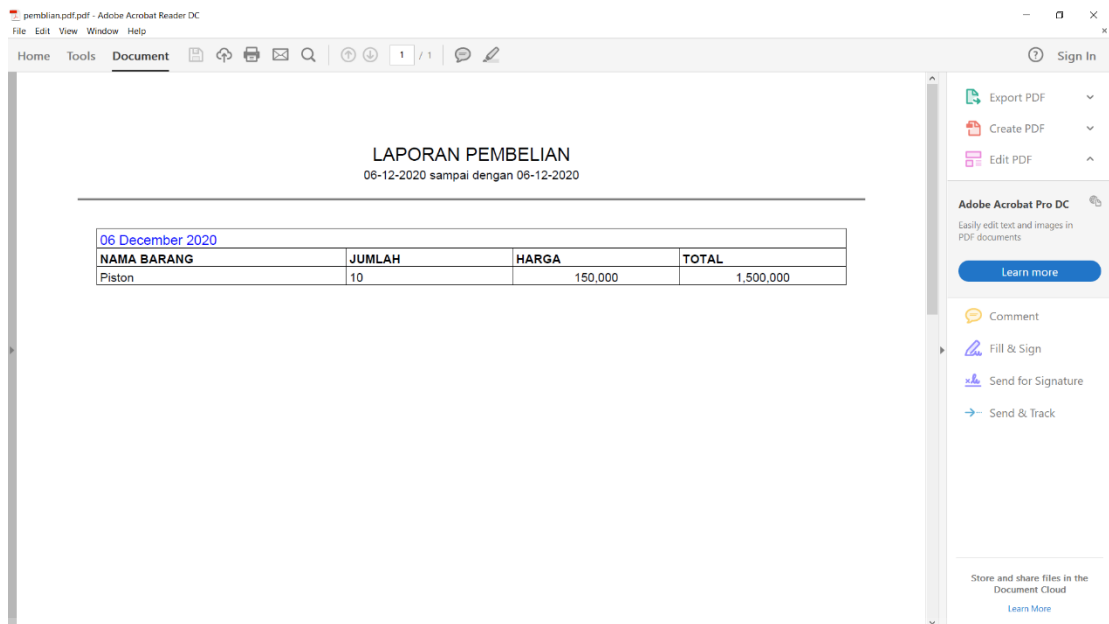 pemblian.pdf.pdf - Adobe Acrobat Reader DC
File Edit View Window Help
Home Tools Document 1 / 1 Sign In
LAPORAN PEMBELIAN
06-12-2020 sampai dengan 06-12-2020
06 December 2020
NAMA BARANG JUMLAH HARGA TOTAL
Piston 10 150,000 1,500,000
Export PDF
Create PDF
Edit PDF
Adobe Acrobat Pro DC
Easily edit text and images in
PDF documents
Learn more
Comment
Fill & Sign
Send for Signature
Send & Track
Store and share files in the
Document Cloud
Learn More